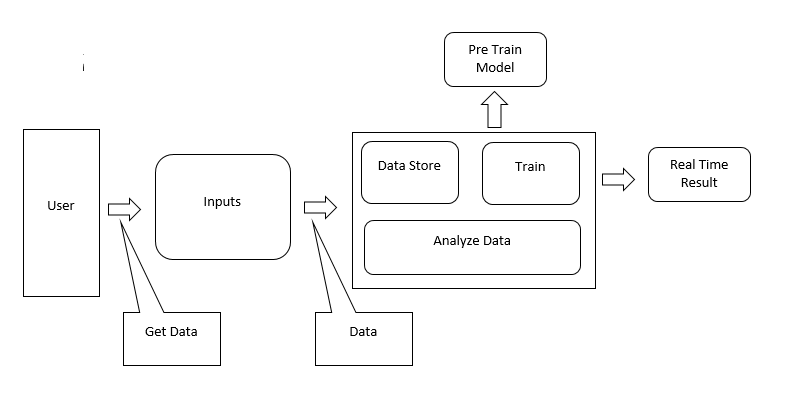 Pre Train
Model
Data Store
Train
Real Time
Result
User
Inputs
Analyze Data
Get Data
Data